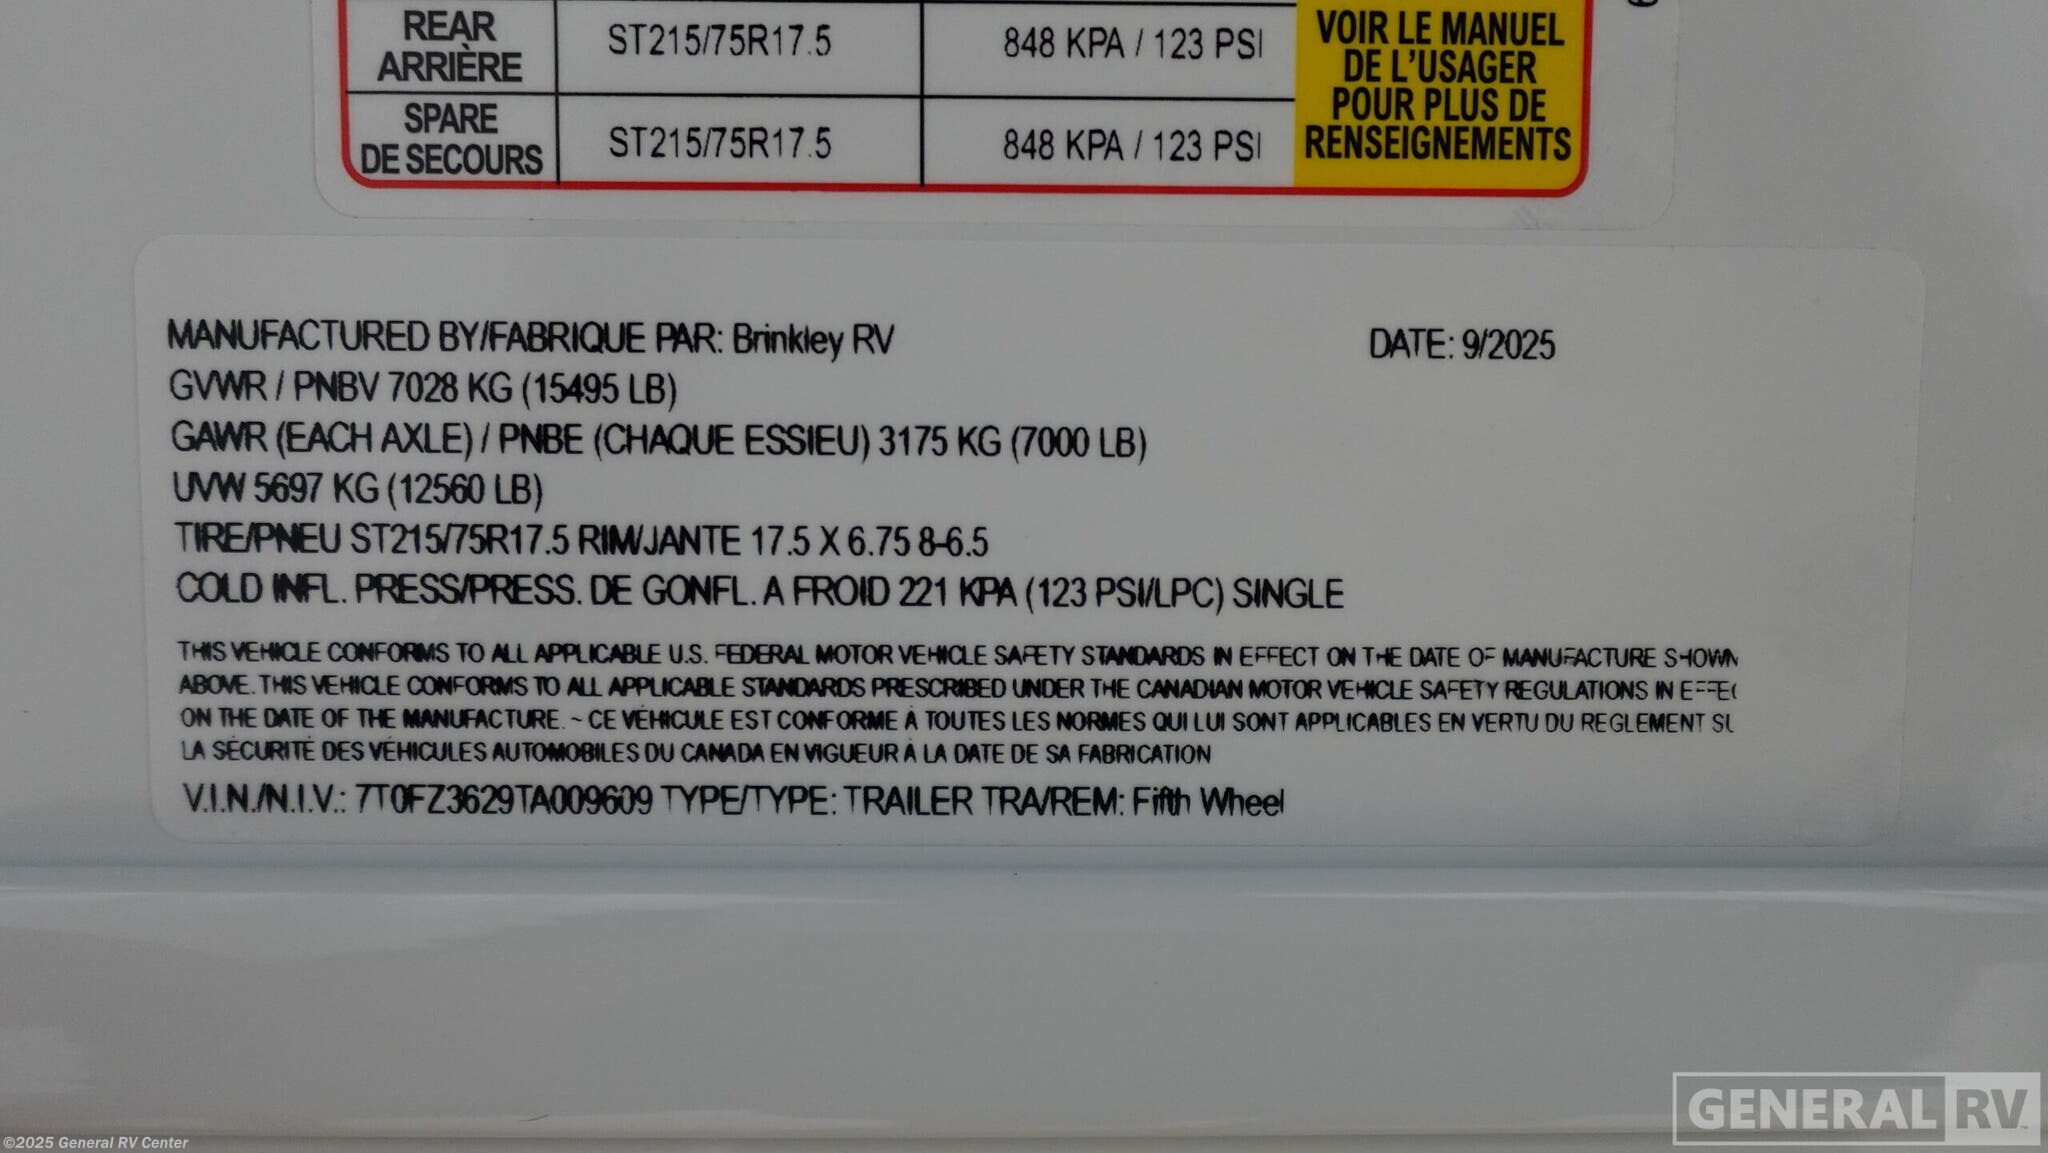 REAR
ARRIÈRE
ST215/75R17.5
848 KPA / 123 PSI
SPARE
DE SECOURS
ST215/75R17.5
848 KPA / 123 PSI
VOIR LE MANUEL
DE L'USAGER
POUR PLUS DE
RENSEIGNEMENTS
MANUFACTURED BY/FABRIQUE PAR: Brinkley RV
DATE: 9/2025
GVWR / PNBV 7028 KG (15495 LB)
GAWR (EACH AXLE) / PNBE (CHAQUE ESSIEU) 3175 KG (7000 LB)
UVW 5697 KG (12560 LB)
TIRE/PNEU ST215/75R17.5 RIM/JANTE 17.5 X 6.75 8-6.5
COLD INFL. PRESS/PRESS. DE GONFL. A FROID 221 KPA (123 PSI/LPC) SINGLE
THIS VEHICLE CONFORMS TO ALL APPLICABLE U.S. FEDERAL MOTOR VEHICLE SAFETY STANDARDS IN EFFECT ON THE DATE OF MANUFACTURE SHOWN
ABOVE. THIS VEHICLE CONFORMS TO ALL APPLICABLE STANDARDS PRESCRIBED UNDER THE CANADIAN MOTOR VEHICLE SAFETY REGULATIONS IN EFFEC
ON THE DATE OF THE MANUFACTURE. ~ CE VÉHICULE EST CONFORME À TOUTES LES NORMES QUI LUI SONT APPLICABLES EN VERTU DU REGLEMENT SU
LA SÉCURITÉ DES VÉHICULES AUTOMOBILES DU CANADA EN VIGUEUR À LA DATE DE SA FABRICATION
V.I.N./N.I.V.: 7T0FZ3629TA009609 TYPE/TYPE: TRAILER TRA/REM: Fifth Wheel
GENERAL RV
©2025 General RV Center